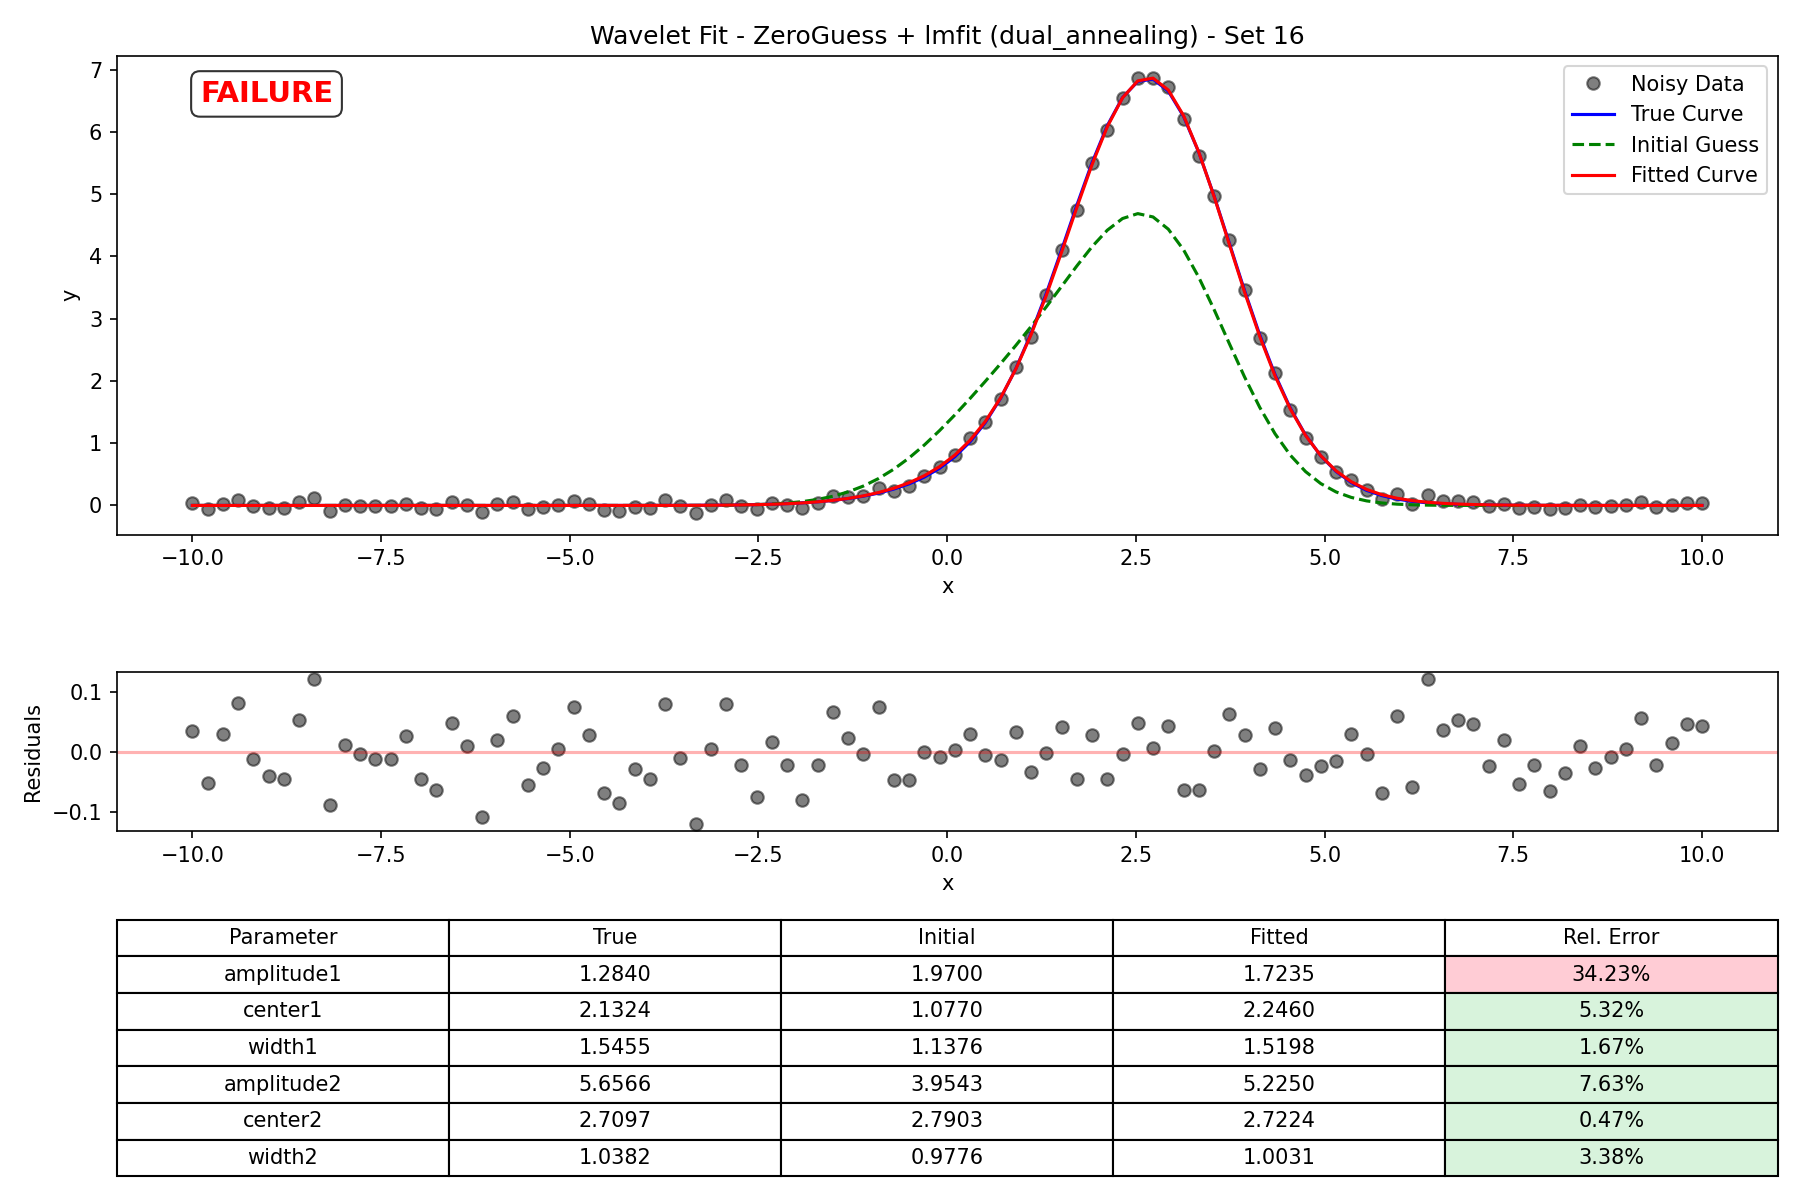 Wavelet Fit - ZeroGuess + lmfit (dual_annealing) - Set 16
FAILURE
Noisy Data
True Curve
Initial Guess
Fitted Curve
7
6
5
4
3
2
1
0
y
−10.0 −7.5 −5.0 −2.5 0.0 2.5 5.0 7.5 10.0
x
0.1
0.0
−0.1
Residuals
−10.0 −7.5 −5.0 −2.5 0.0 2.5 5.0 7.5 10.0
x
Parameter True Initial Fitted Rel. Error
amplitude1 1.2840 1.9700 1.7235 34.23%
center1 2.1324 1.0770 2.2460 5.32%
width1 1.5455 1.1376 1.5198 1.67%
amplitude2 5.6566 3.9543 5.2250 7.63%
center2 2.7097 2.7903 2.7224 0.47%
width2 1.0382 0.9776 1.0031 3.38%